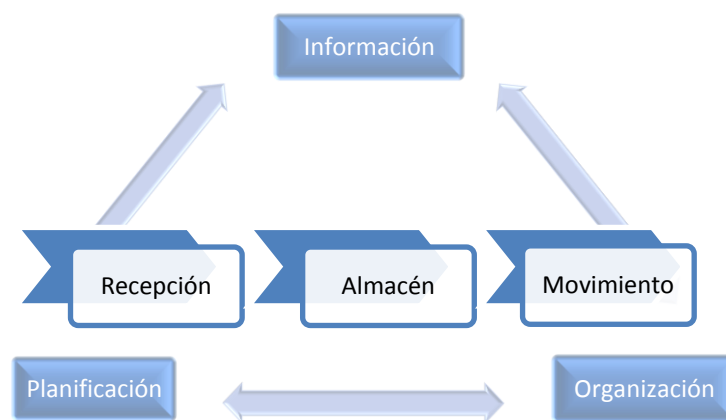 Información
Recepción
Almacén
Movimiento
Planificación
Organización